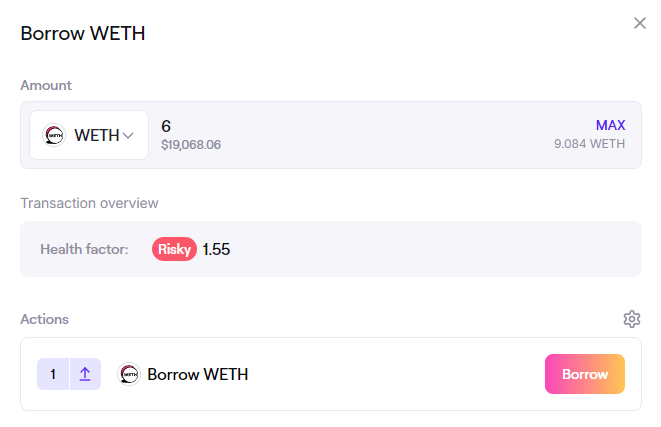 Borrow WETH
Amount
WETH
6
MAX
$19,068.06
9.084 WETH
Transaction overview
Health factor:
Risky
1.55
Actions
1
WETH
Borrow WETH
Borrow